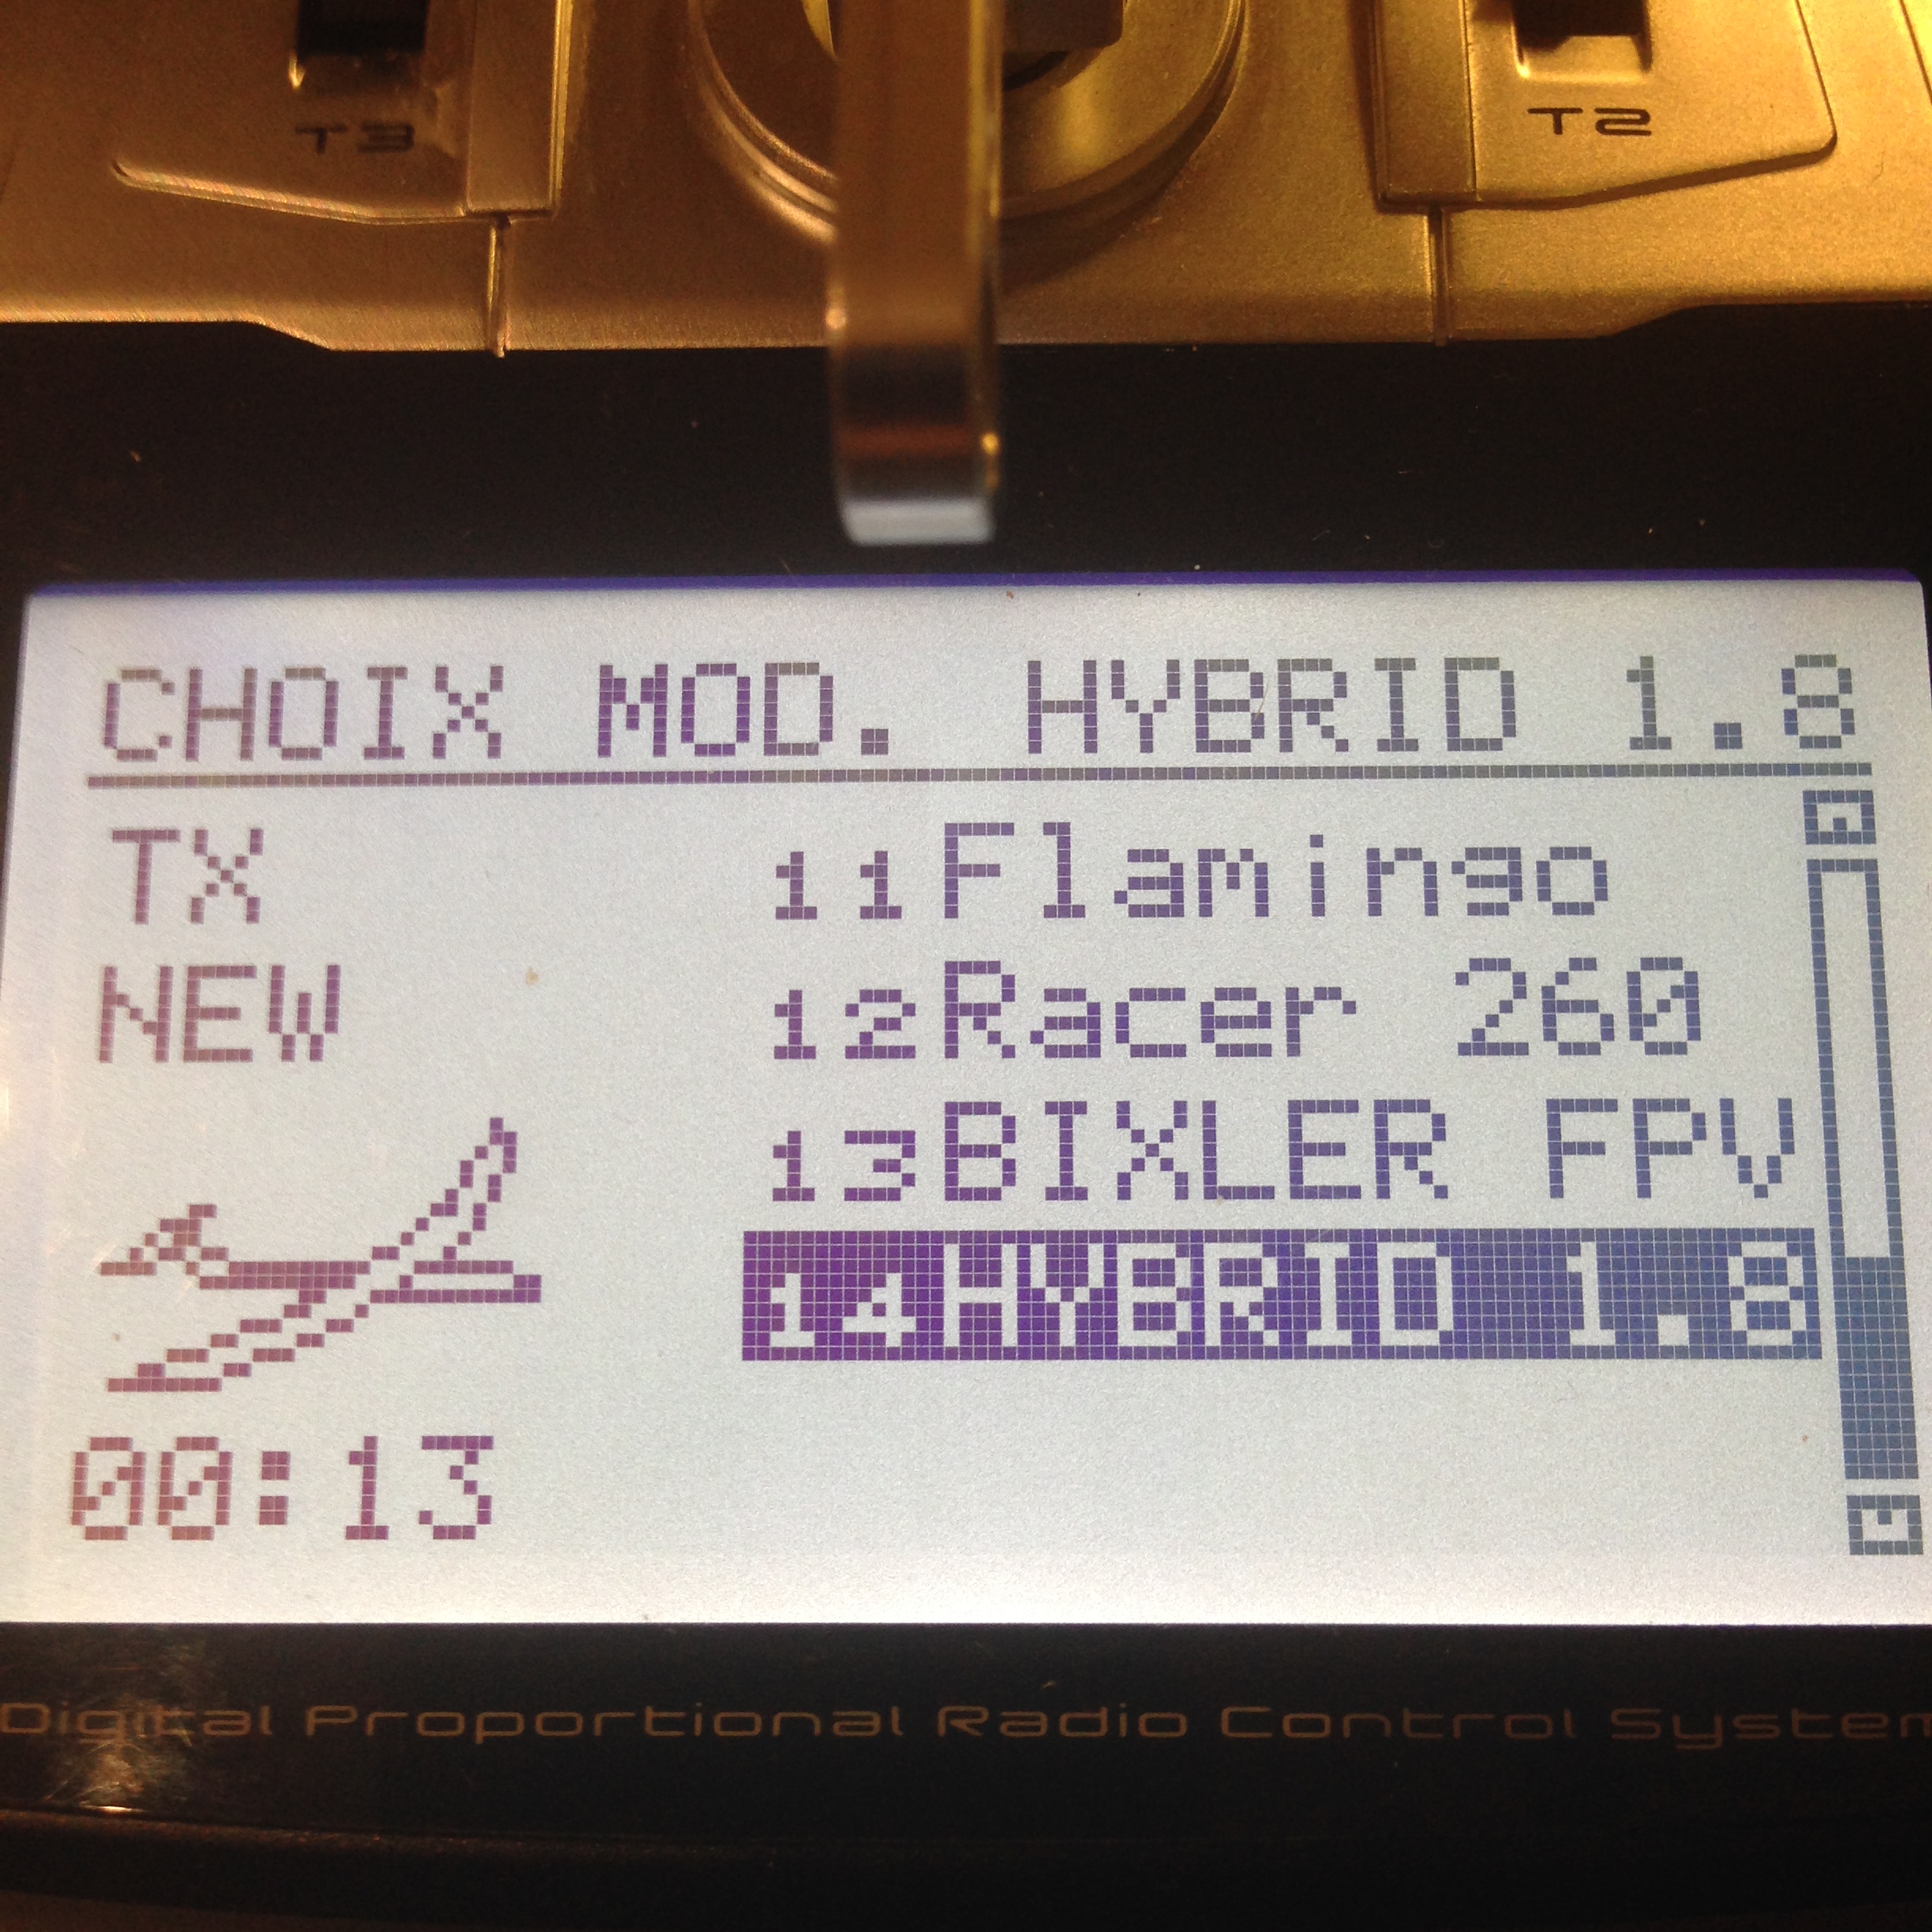 T3 T2
CHOIX MOD. HYBRID 1.8
TX 11Flamingo
NEW 12Racer 260
13BIXLER FPV
14HYBRID 1.8
00:13
Digital Proportional Radio Control System